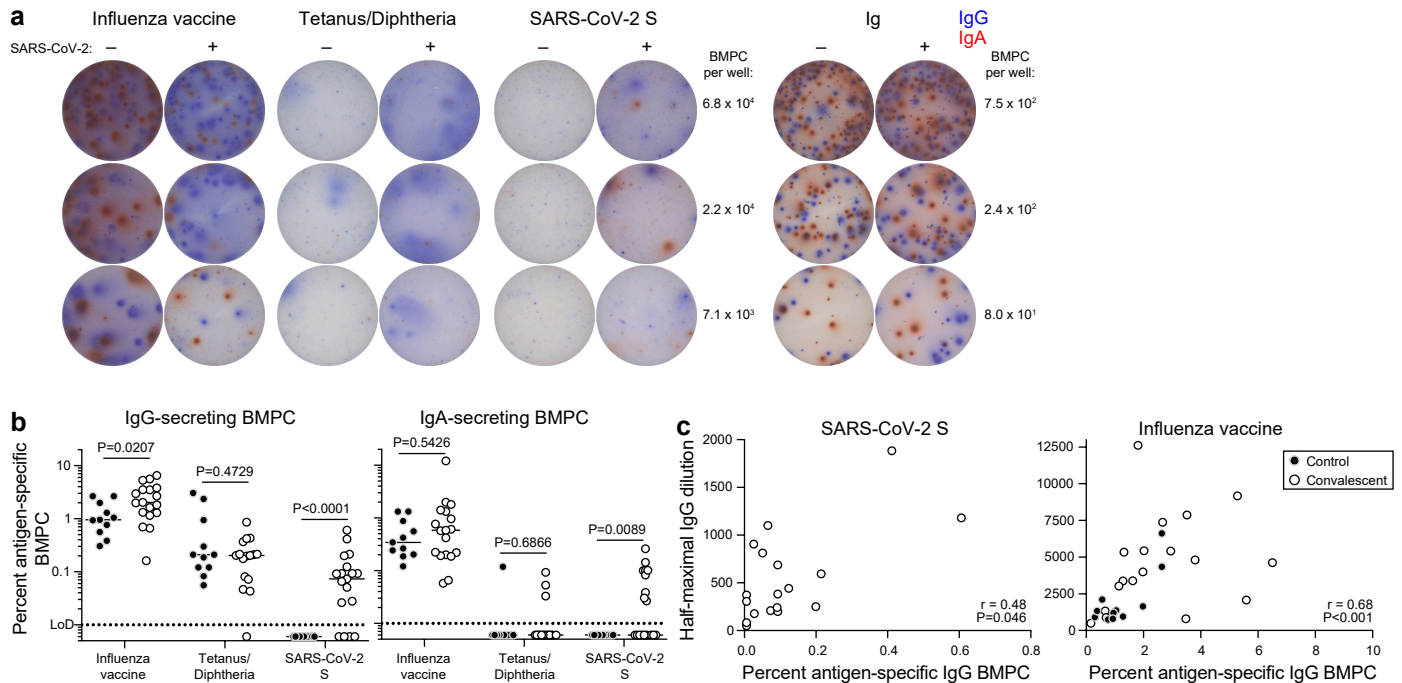 a
Influenza vaccine
Tetanus/Diphtheria
SARS-CoV-2 S
Ig
IgG
IgA
SARS-CoV-2:
–
+
–
+
–
+
–
+
BMPC
per well:
BMPC
per well:
6.8 x 10⁴
7.5 x 10²
2.2 x 10⁴
2.4 x 10²
7.1 x 10³
8.0 x 10¹
b
IgG-secreting BMPC
IgA-secreting BMPC
Percent antigen-specific
BMPC
10
1
0.1
LoD
P=0.0207
P=0.4729
P<0.0001
P=0.5426
P=0.6866
P=0.0089
Influenza
vaccine
Tetanus/
Diphtheria
SARS-CoV-2
S
Influenza
vaccine
Tetanus/
Diphtheria
SARS-CoV-2
S
c
SARS-CoV-2 S
Half-maximal IgG dilution
2000
1500
1000
500
0
r = 0.48
P=0.046
0.0
0.2
0.4
0.6
0.8
Percent antigen-specific IgG BMPC
Influenza vaccine
12500
10000
7500
5000
2500
0
Control
Convalescent
r = 0.68
P<0.001
0
2
4
6
8
10
Percent antigen-specific IgG BMPC